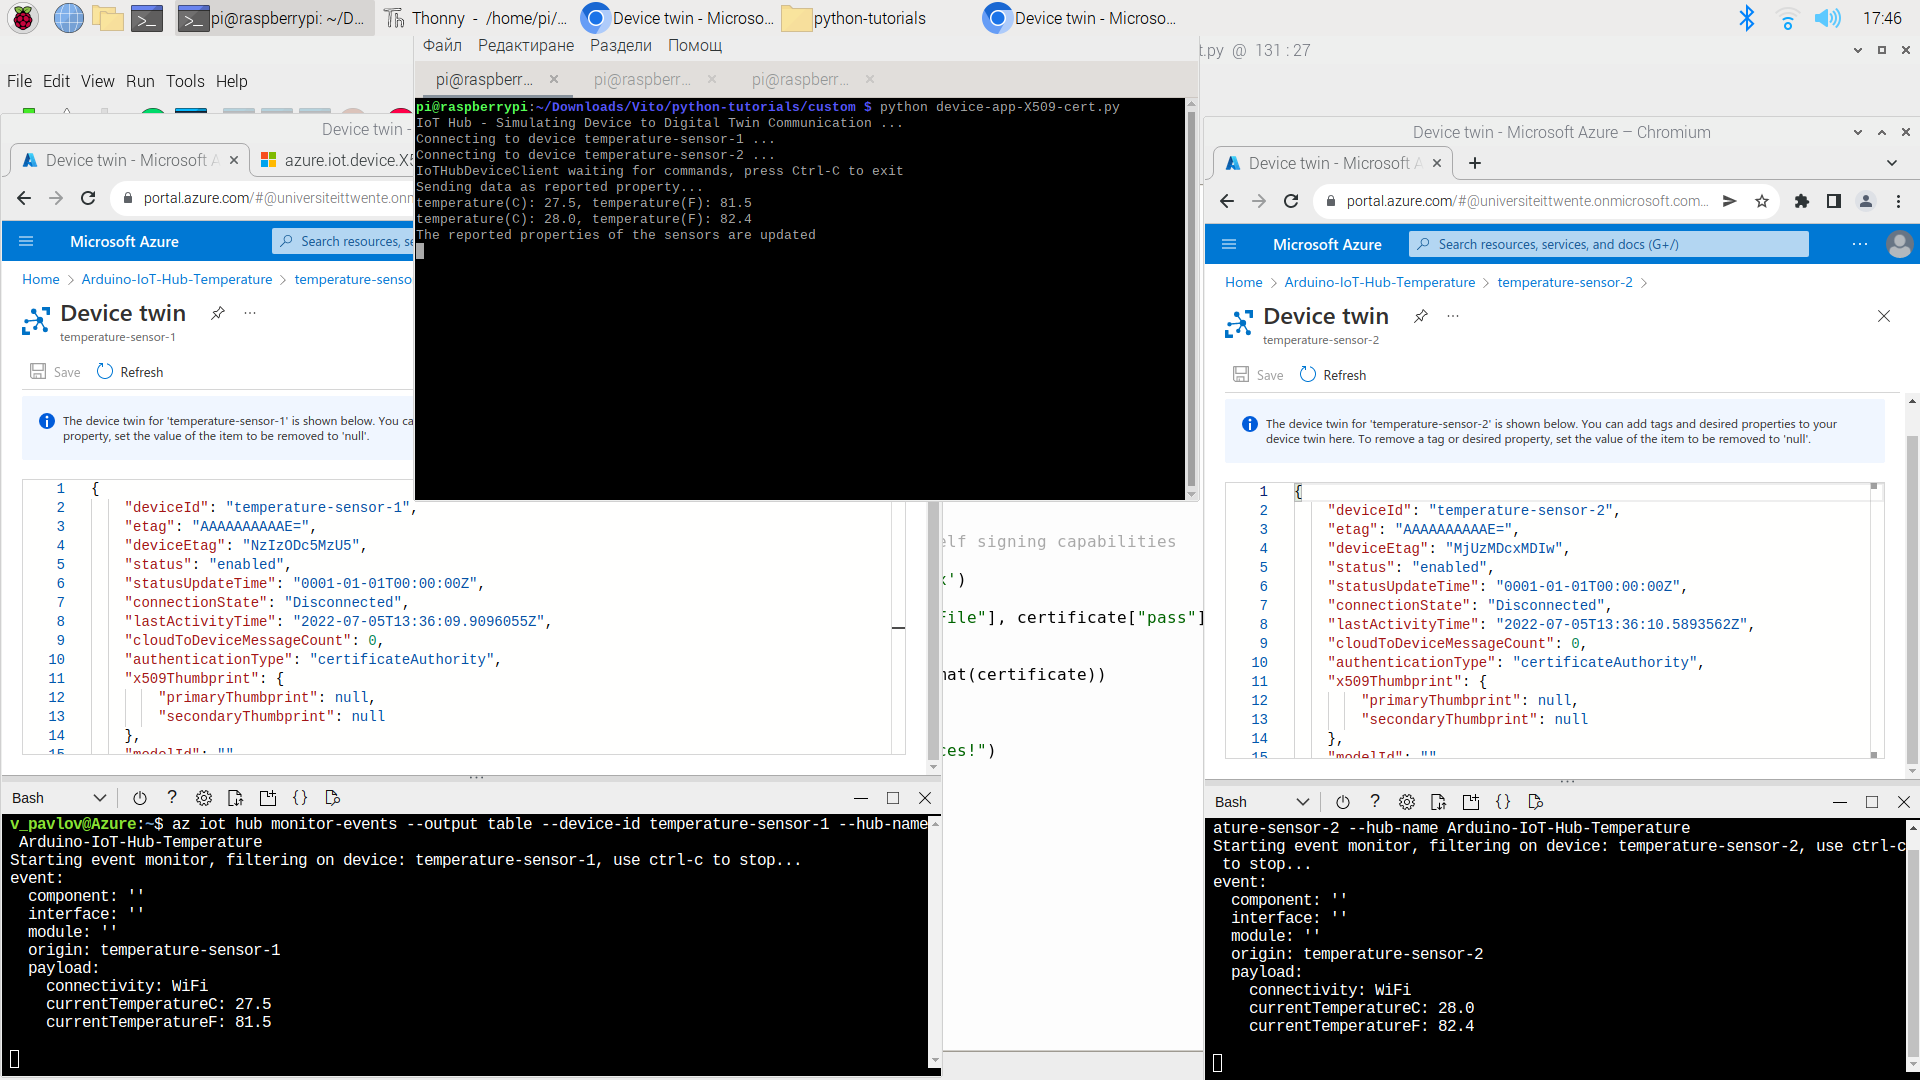 pi@raspberrypi: ~/D...
Thonny  -  /home/pi/...
Device twin - Microso...
python-tutorials
Device twin - Microso...
17:46
Файл Редактиране Раздели Помощ
t.py @ 131 : 27
File Edit View Run Tools Help
pi@raspberr... ×
pi@raspberr... ×
pi@raspberr... ×
pi@raspberrypi:~/Downloads/Vito/python-tutorials/custom $ python device-app-X509-cert.py
IoT Hub - Simulating Device to Digital Twin Communication ...
Connecting to device temperature-sensor-1 ...
Connecting to device temperature-sensor-2 ...
IoTHubDeviceClient waiting for commands, press Ctrl-C to exit
Sending data as reported property...
temperature(C): 27.5, temperature(F): 81.5
temperature(C): 28.0, temperature(F): 82.4
The reported properties of the sensors are updated
Device twin -
Device twin - Microsoft A
azure.iot.device.X5
portal.azure.com/#@universiteittwente.onm
Microsoft Azure
Search resources, se
Home > Arduino-IoT-Hub-Temperature > temperature-senso
Device twin
temperature-sensor-1
Save Refresh
The device twin for 'temperature-sensor-1' is shown below. You ca
property, set the value of the item to be removed to 'null'.
1 {
2 "deviceId": "temperature-sensor-1",
3 "etag": "AAAAAAAAAAE=",
4 "deviceEtag": "NzIzODc5MzU5",
5 "status": "enabled",
6 "statusUpdateTime": "0001-01-01T00:00:00Z",
7 "connectionState": "Disconnected",
8 "lastActivityTime": "2022-07-05T13:36:09.9096055Z",
9 "cloudToDeviceMessageCount": 0,
10 "authenticationType": "certificateAuthority",
11 "x509Thumbprint": {
12 "primaryThumbprint": null,
13 "secondaryThumbprint": null
14 },
15 "modelId": ""
Bash
v_pavlov@Azure:~$ az iot hub monitor-events --output table --device-id temperature-sensor-1 --hub-name
Arduino-IoT-Hub-Temperature
Starting event monitor, filtering on device: temperature-sensor-1, use ctrl-c to stop...
event:
component: ''
interface: ''
module: ''
origin: temperature-sensor-1
payload:
connectivity: WiFi
currentTemperatureC: 27.5
currentTemperatureF: 81.5
elf signing capabilities
x')
file"], certificate["pass"]
mat(certificate))
ces!")
Device twin - Microsoft Azure – Chromium
Device twin - Microsoft A
portal.azure.com/#@universiteittwente.onmicrosoft.com...
Microsoft Azure
Search resources, services, and docs (G+/)
Home > Arduino-IoT-Hub-Temperature > temperature-sensor-2 >
Device twin
temperature-sensor-2
Save Refresh
The device twin for 'temperature-sensor-2' is shown below. You can add tags and desired properties to your
device twin here. To remove a tag or desired property, set the value of the item to be removed to 'null'.
1 {
2 "deviceId": "temperature-sensor-2",
3 "etag": "AAAAAAAAAAE=",
4 "deviceEtag": "MjUzMDcxMDIw",
5 "status": "enabled",
6 "statusUpdateTime": "0001-01-01T00:00:00Z",
7 "connectionState": "Disconnected",
8 "lastActivityTime": "2022-07-05T13:36:10.5893562Z",
9 "cloudToDeviceMessageCount": 0,
10 "authenticationType": "certificateAuthority",
11 "x509Thumbprint": {
12 "primaryThumbprint": null,
13 "secondaryThumbprint": null
14 },
15 "modelId": ""
Bash
ature-sensor-2 --hub-name Arduino-IoT-Hub-Temperature
Starting event monitor, filtering on device: temperature-sensor-2, use ctrl-c
to stop...
event:
component: ''
interface: ''
module: ''
origin: temperature-sensor-2
payload:
connectivity: WiFi
currentTemperatureC: 28.0
currentTemperatureF: 82.4